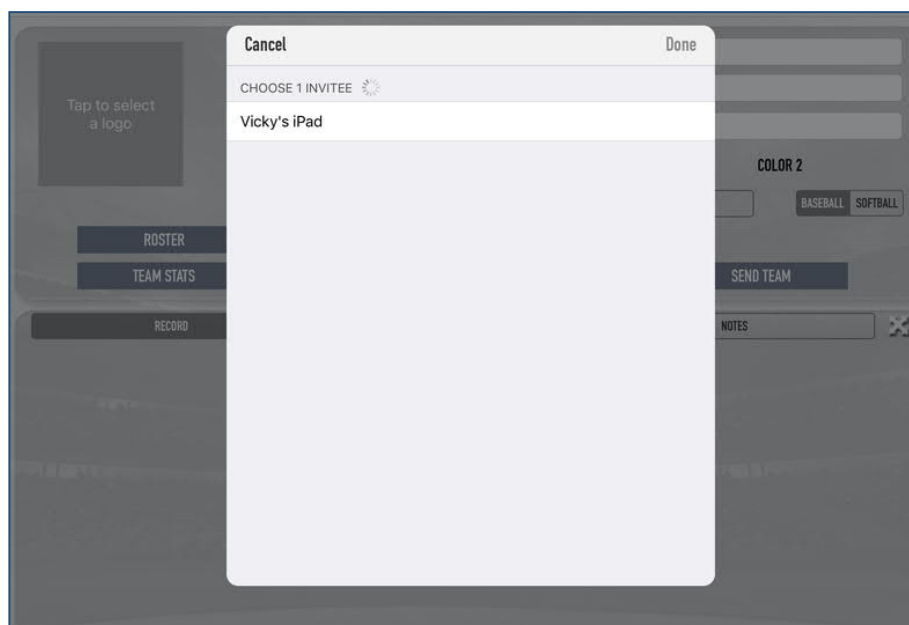 Cancel
Done
CHOOSE 1 INVITEE
Vicky's iPad
Tap to select
a logo
COLOR 2
BASEBALL
SOFTBALL
ROSTER
TEAM STATS
SEND TEAM
RECORD
NOTES